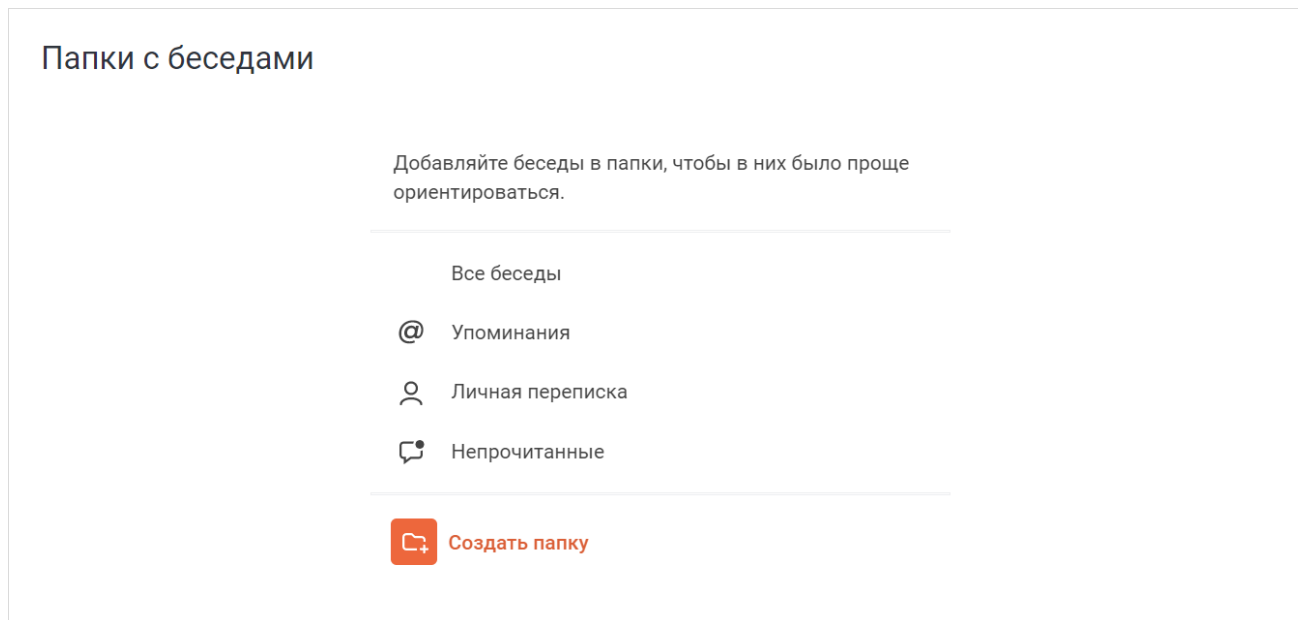 Папки с беседами
Добавляйте беседы в папки, чтобы в них было проще
ориентироваться.
Все беседы
@ Упоминания
Личная переписка
Непрочитанные
Создать папку